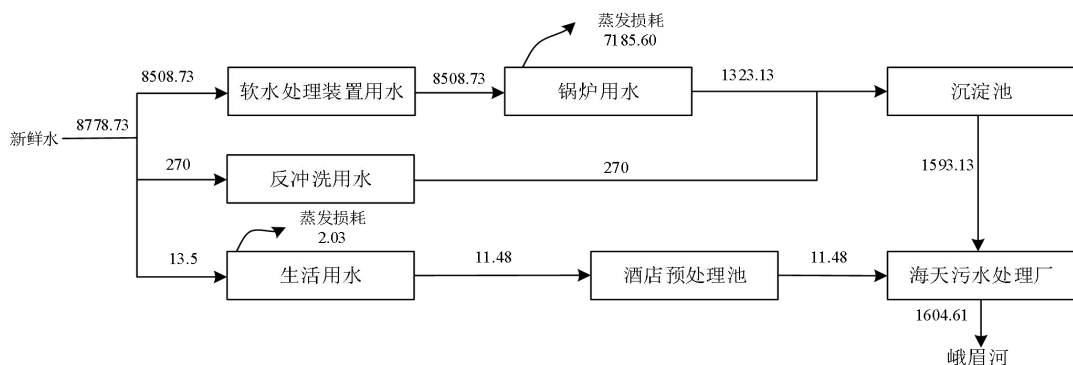 蒸发损耗
7185.60
8508.73
软水处理装置用水
8508.73
锅炉用水
1323.13
沉淀池
新鲜水
8778.73
270
反冲洗用水
270
1593.13
蒸发损耗
2.03
13.5
生活用水
11.48
酒店预处理池
11.48
海天污水处理厂
1604.61
峨眉河